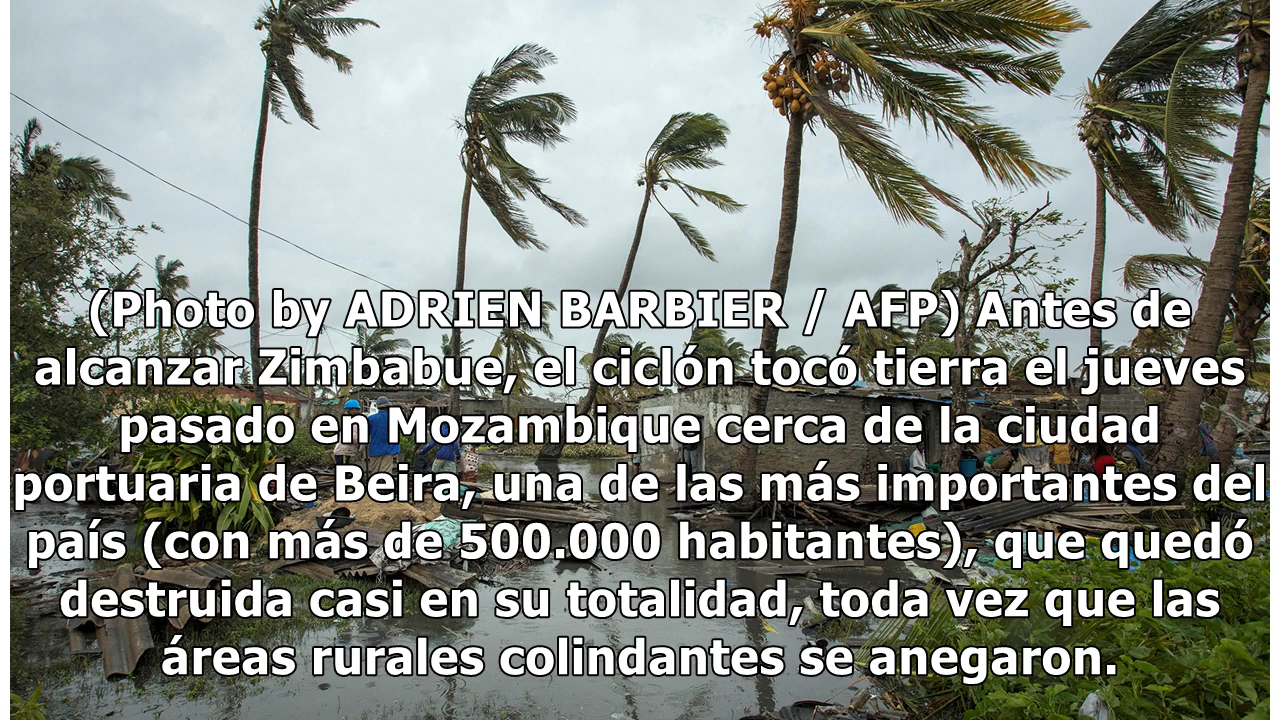 (Photo by ADRIEN BARBIER / AFP) Antes de
alcanzar Zimbabue, el ciclón tocó tierra el jueves
pasado en Mozambique cerca de la ciudad
portuaria de Beira, una de las más importantes del
país (con más de 500.000 habitantes), que quedó
destruida casi en su totalidad, toda vez que las
áreas rurales colindantes se anegaron.